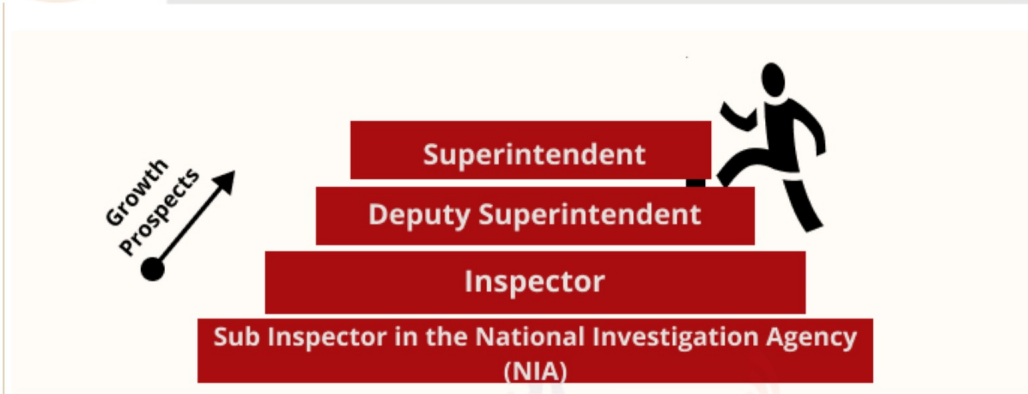 Growth
Prospects
Superintendent
Deputy Superintendent
Inspector
Sub Inspector in the National Investigation Agency
(NIA)